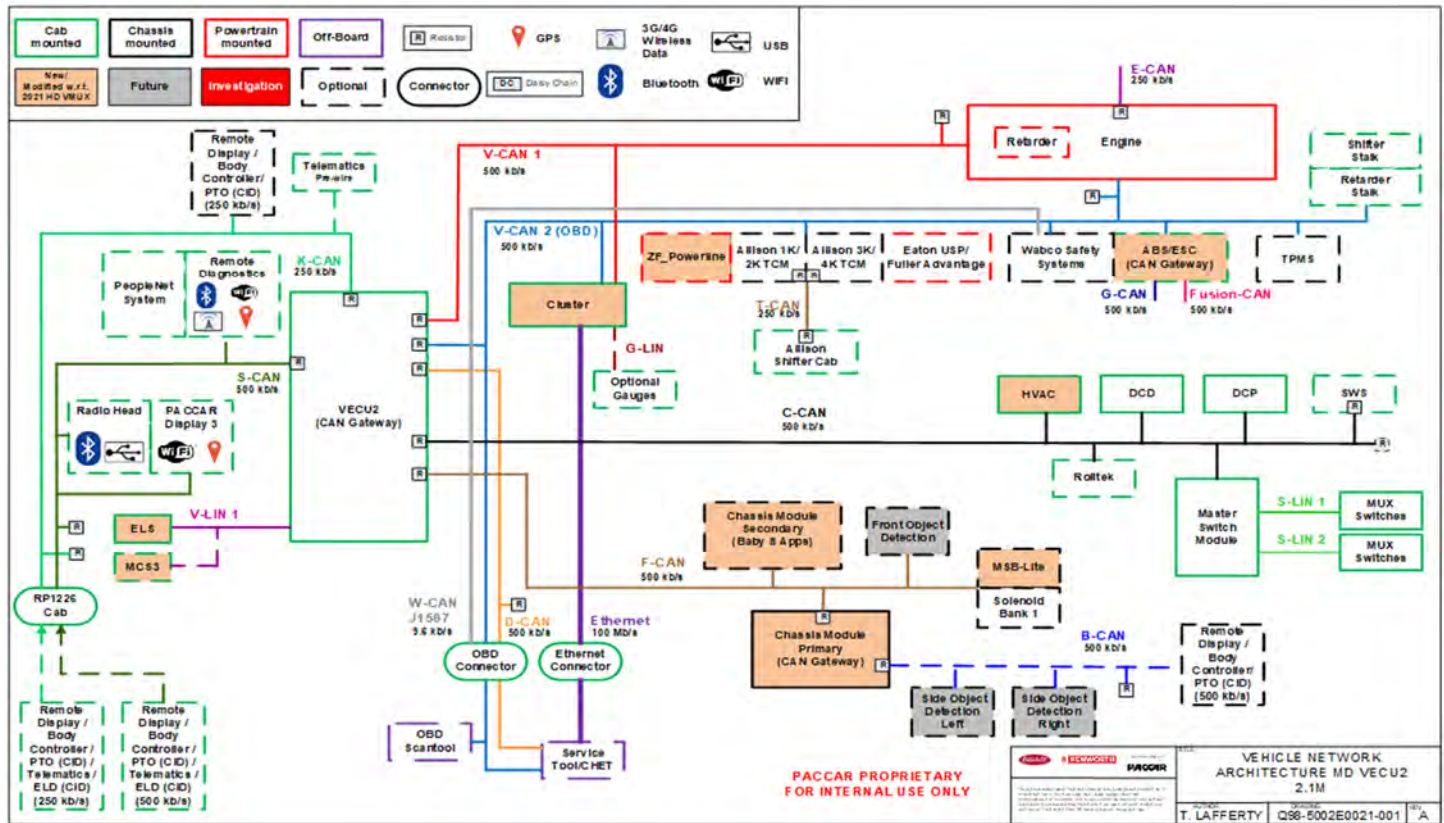 Cab
mounted
Chassis
mounted
Powertrain
mounted
Off-Board
R
Resistor
GPS
3G/4G
Wireless
Data
USB
New/
Modified w.r.t.
2021 HD VMUX
Future
Investigation
Optional
Connector
DC
Daisy Chain
Bluetooth
WiFi
WIFI
E-CAN
250 kb/s
R
R
Retarder
Engine
Shifter
Stalk
Retarder
Stalk
R
Remote
Display /
Body
Controller/
PTO (CID)
(250 kb/s)
Telematics
Pre-wire
V-CAN 1
500 kb/s
V-CAN 2 (OBD)
500 kb/s
K-CAN
250 kb/s
PeopleNet
System
Remote
Diagnostics
WiFi
ZF_Powerline
Allison 1K/
2K TCM
Allison 3K/
4K TCM
R
R
Eaton USP/
Fuller Advantage
Wabco Safety
Systems
ABS/ESC
(CAN Gateway)
TPMS
G-CAN
500 kb/s
Fusion-CAN
500 kb/s
T-CAN
250 kb/s
R
Allison
Shifter Cab
Cluster
G-LIN
Optional
Gauges
R
R
R
R
R
R
R
VECU2
(CAN Gateway)
S-CAN
500 kb/s
Radio Head
PACCAR
Display 3
WiFi
HVAC
DCD
DCP
SWS
R
C-CAN
500 kb/s
R
Rolltek
Master
Switch
Module
S-LIN 1
MUX
Switches
S-LIN 2
MUX
Switches
V-LIN 1
ELS
MCS3
R
R
RP1226
Cab
Chassis Module
Secondary
(Baby 8 Apps)
Front Object
Detection
MSB-Lite
Solenoid
Bank 1
F-CAN
500 kb/s
W-CAN
J1587
9.6 kb/s
R
D-CAN
500 kb/s
Ethernet
100 Mb/s
OBD
Connector
Ethernet
Connector
R
Chassis Module
Primary
(CAN Gateway)
R
B-CAN
500 kb/s
R
Remote
Display /
Body
Controller/
PTO (CID)
(500 kb/s)
Side Object
Detection
Left
Side Object
Detection
Right
Remote
Display /
Body
Controller /
PTO (CID) /
Telematics /
ELD (CID)
(250 kb/s)
Remote
Display /
Body
Controller /
PTO (CID) /
Telematics /
ELD (CID)
(500 kb/s)
OBD
Scantool
Service
Tool/CHET
PACCAR PROPRIETARY
FOR INTERNAL USE ONLY
Peterbilt
KENWORTH
PACCAR
TITLE
VEHICLE NETWORK
ARCHITECTURE MD VECU2
2.1M
AUTHOR
T. LAFFERTY
DRAWING
Q98-5002E0021-001
REV
A